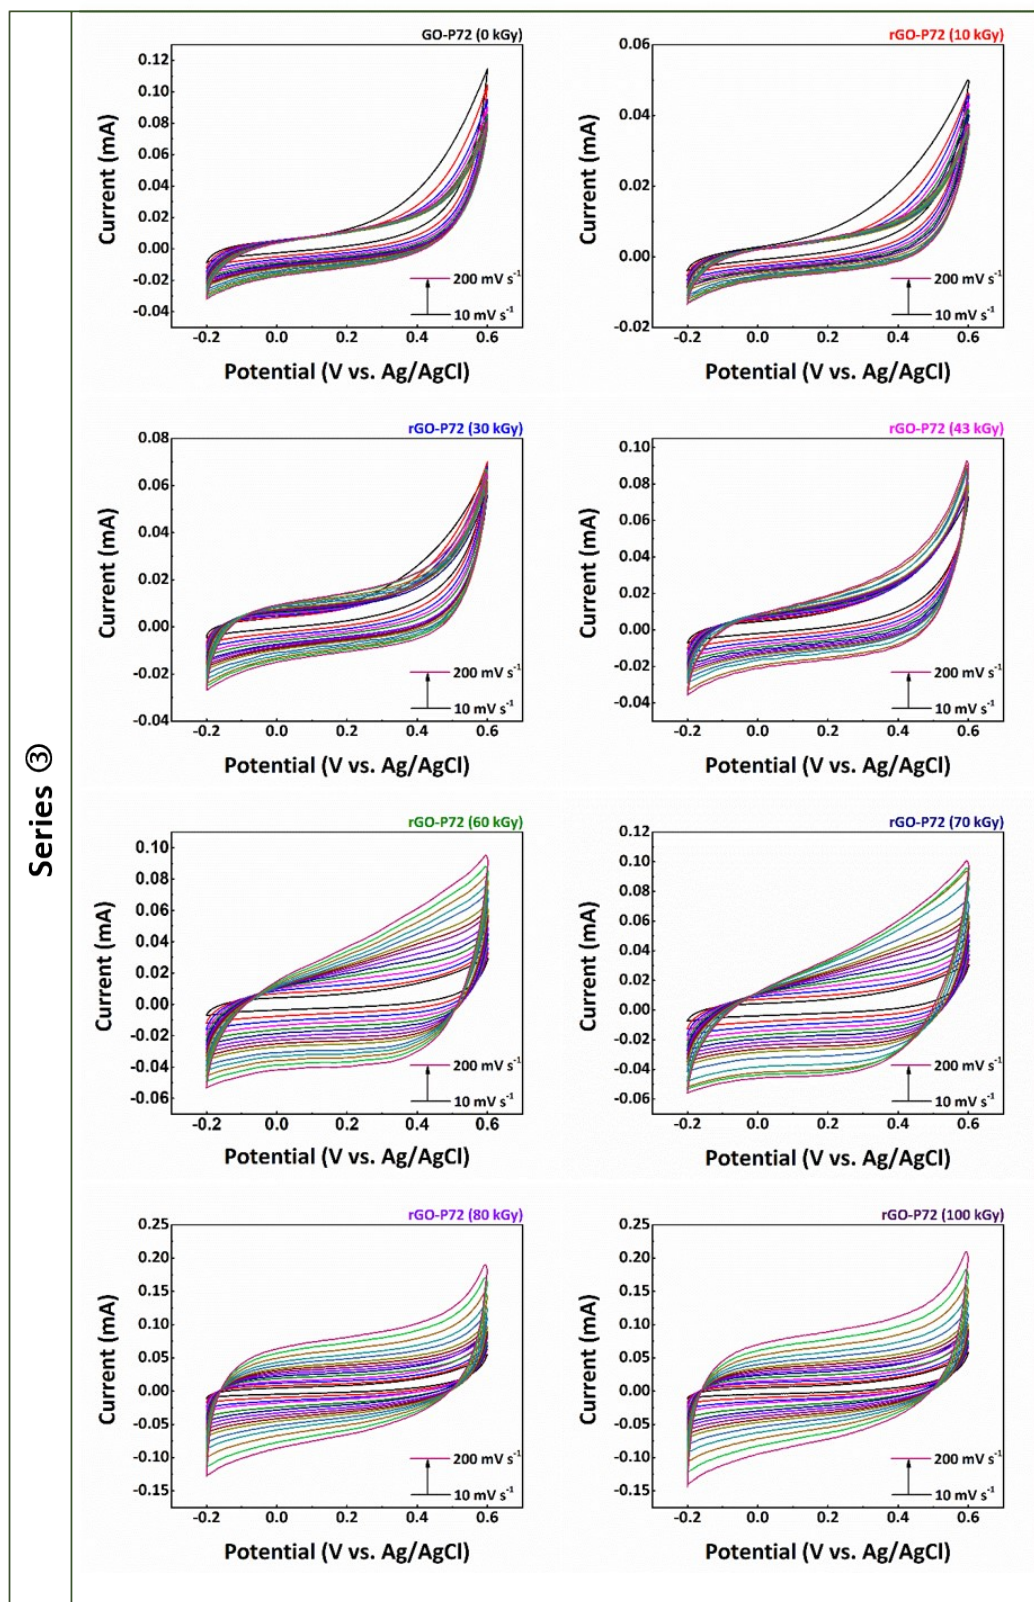 Series ③
GO-P72 (0 kGy)
0.12
0.10
0.08
0.06
0.04
0.02
0.00
-0.02
-0.04
Current (mA)
200 mV s⁻¹
10 mV s⁻¹
-0.2 0.0 0.2 0.4 0.6
Potential (V vs. Ag/AgCl)
rGO-P72 (10 kGy)
0.06
0.04
0.02
0.00
-0.02
Current (mA)
200 mV s⁻¹
10 mV s⁻¹
-0.2 0.0 0.2 0.4 0.6
Potential (V vs. Ag/AgCl)
rGO-P72 (30 kGy)
0.08
0.06
0.04
0.02
0.00
-0.02
-0.04
Current (mA)
200 mV s⁻¹
10 mV s⁻¹
-0.2 0.0 0.2 0.4 0.6
Potential (V vs. Ag/AgCl)
rGO-P72 (43 kGy)
0.10
0.08
0.06
0.04
0.02
0.00
-0.02
-0.04
Current (mA)
200 mV s⁻¹
10 mV s⁻¹
-0.2 0.0 0.2 0.4 0.6
Potential (V vs. Ag/AgCl)
rGO-P72 (60 kGy)
0.10
0.08
0.06
0.04
0.02
0.00
-0.02
-0.04
-0.06
Current (mA)
200 mV s⁻¹
10 mV s⁻¹
-0.2 0.0 0.2 0.4 0.6
Potential (V vs. Ag/AgCl)
rGO-P72 (70 kGy)
0.12
0.10
0.08
0.06
0.04
0.02
0.00
-0.02
-0.04
-0.06
Current (mA)
200 mV s⁻¹
10 mV s⁻¹
-0.2 0.0 0.2 0.4 0.6
Potential (V vs. Ag/AgCl)
rGO-P72 (80 kGy)
0.25
0.20
0.15
0.10
0.05
0.00
-0.05
-0.10
-0.15
Current (mA)
200 mV s⁻¹
10 mV s⁻¹
-0.2 0.0 0.2 0.4 0.6
Potential (V vs. Ag/AgCl)
rGO-P72 (100 kGy)
0.25
0.20
0.15
0.10
0.05
0.00
-0.05
-0.10
-0.15
Current (mA)
200 mV s⁻¹
10 mV s⁻¹
-0.2 0.0 0.2 0.4 0.6
Potential (V vs. Ag/AgCl)